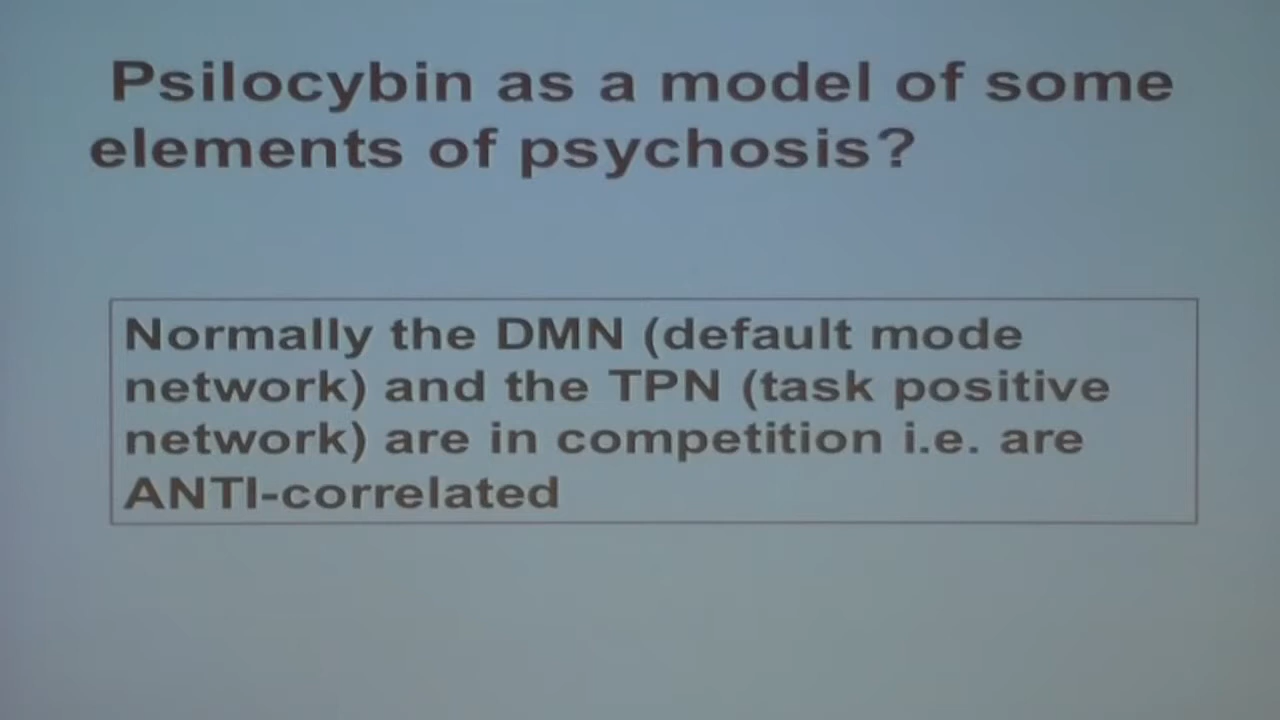 Psilocybin as a model of some
elements of psychosis?
Normally the DMN (default mode
network) and the TPN (task positive
network) are in competition i.e. are
ANTI-correlated